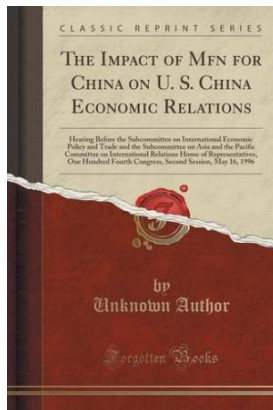 CLASSIC REPRINT SERIES
THE IMPACT OF MFN FOR
CHINA ON U. S. CHINA
ECONOMIC RELATIONS
Hearing Before the Subcommittee on International Economic
Policy and Trade and the Subcommittee on Asia and the Pacific
Committee on International Relations House of Representatives,
One Hundred Fourth Congress, Second Session, May 16, 1996
by
Unknown Author
Forgotten Books